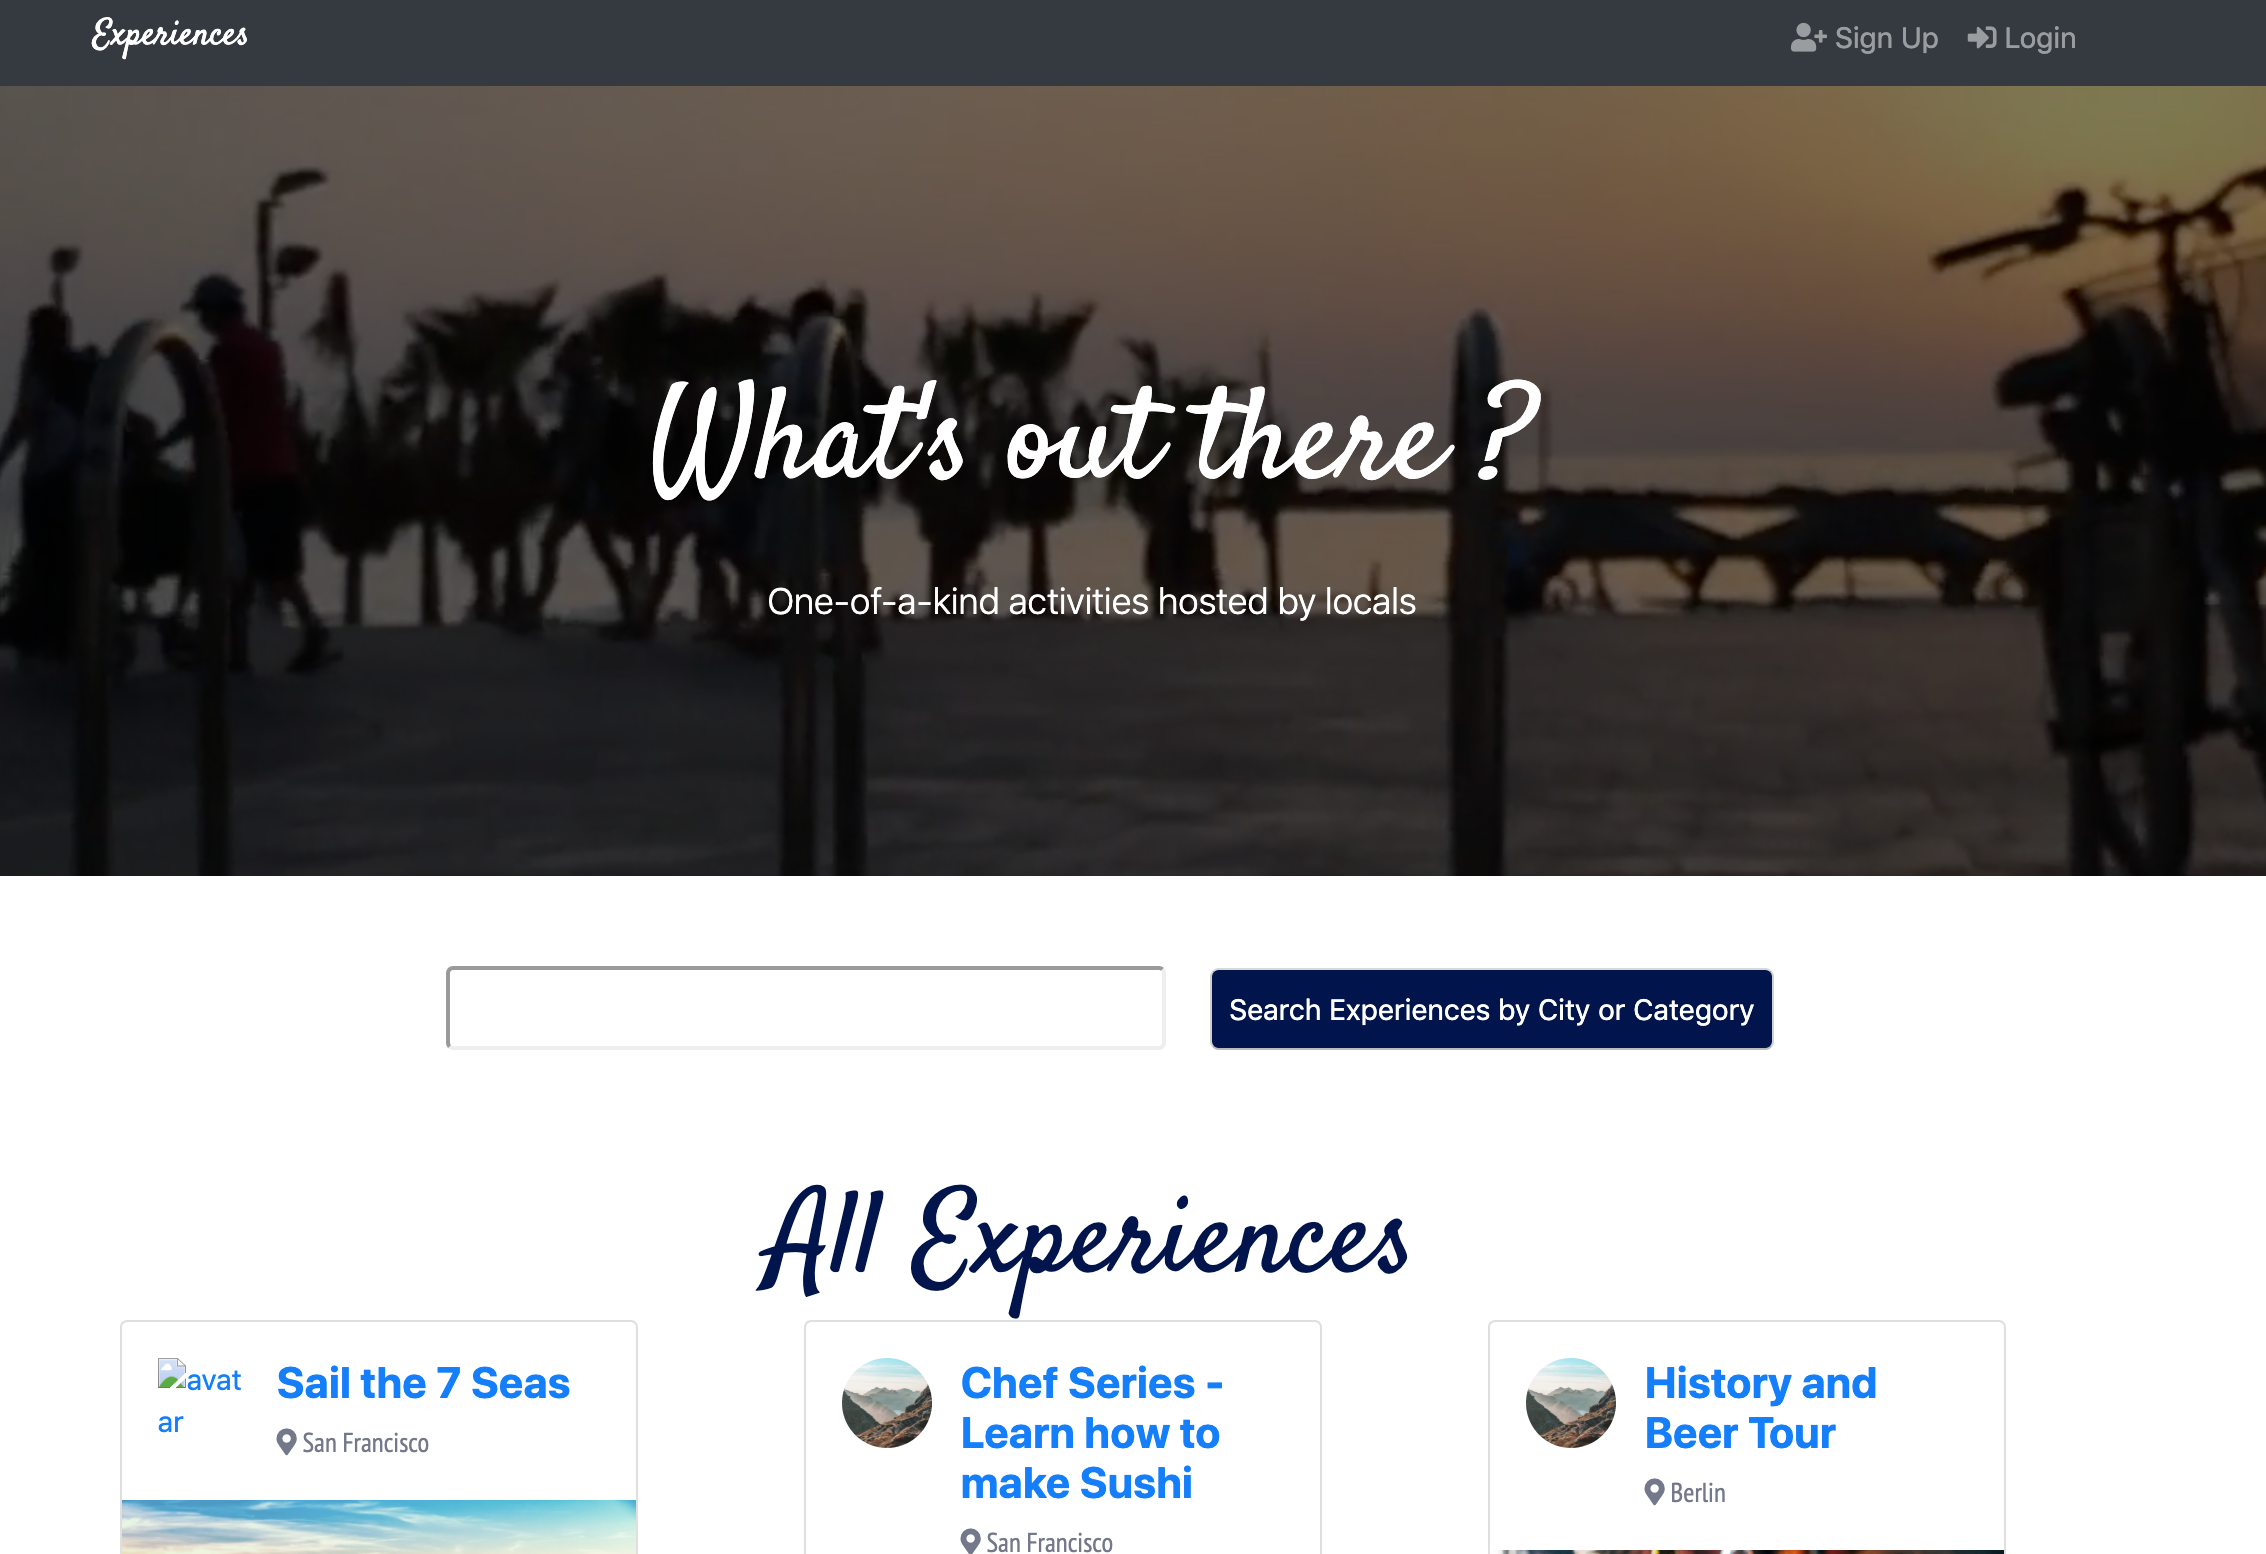 Experiences
Sign Up
Login
What's out there ?
One-of-a-kind activities hosted by locals
Search Experiences by City or Category
All Experiences
avat
ar
Sail the 7 Seas
San Francisco
Chef Series -
Learn how to
make Sushi
San Francisco
History and
Beer Tour
Berlin